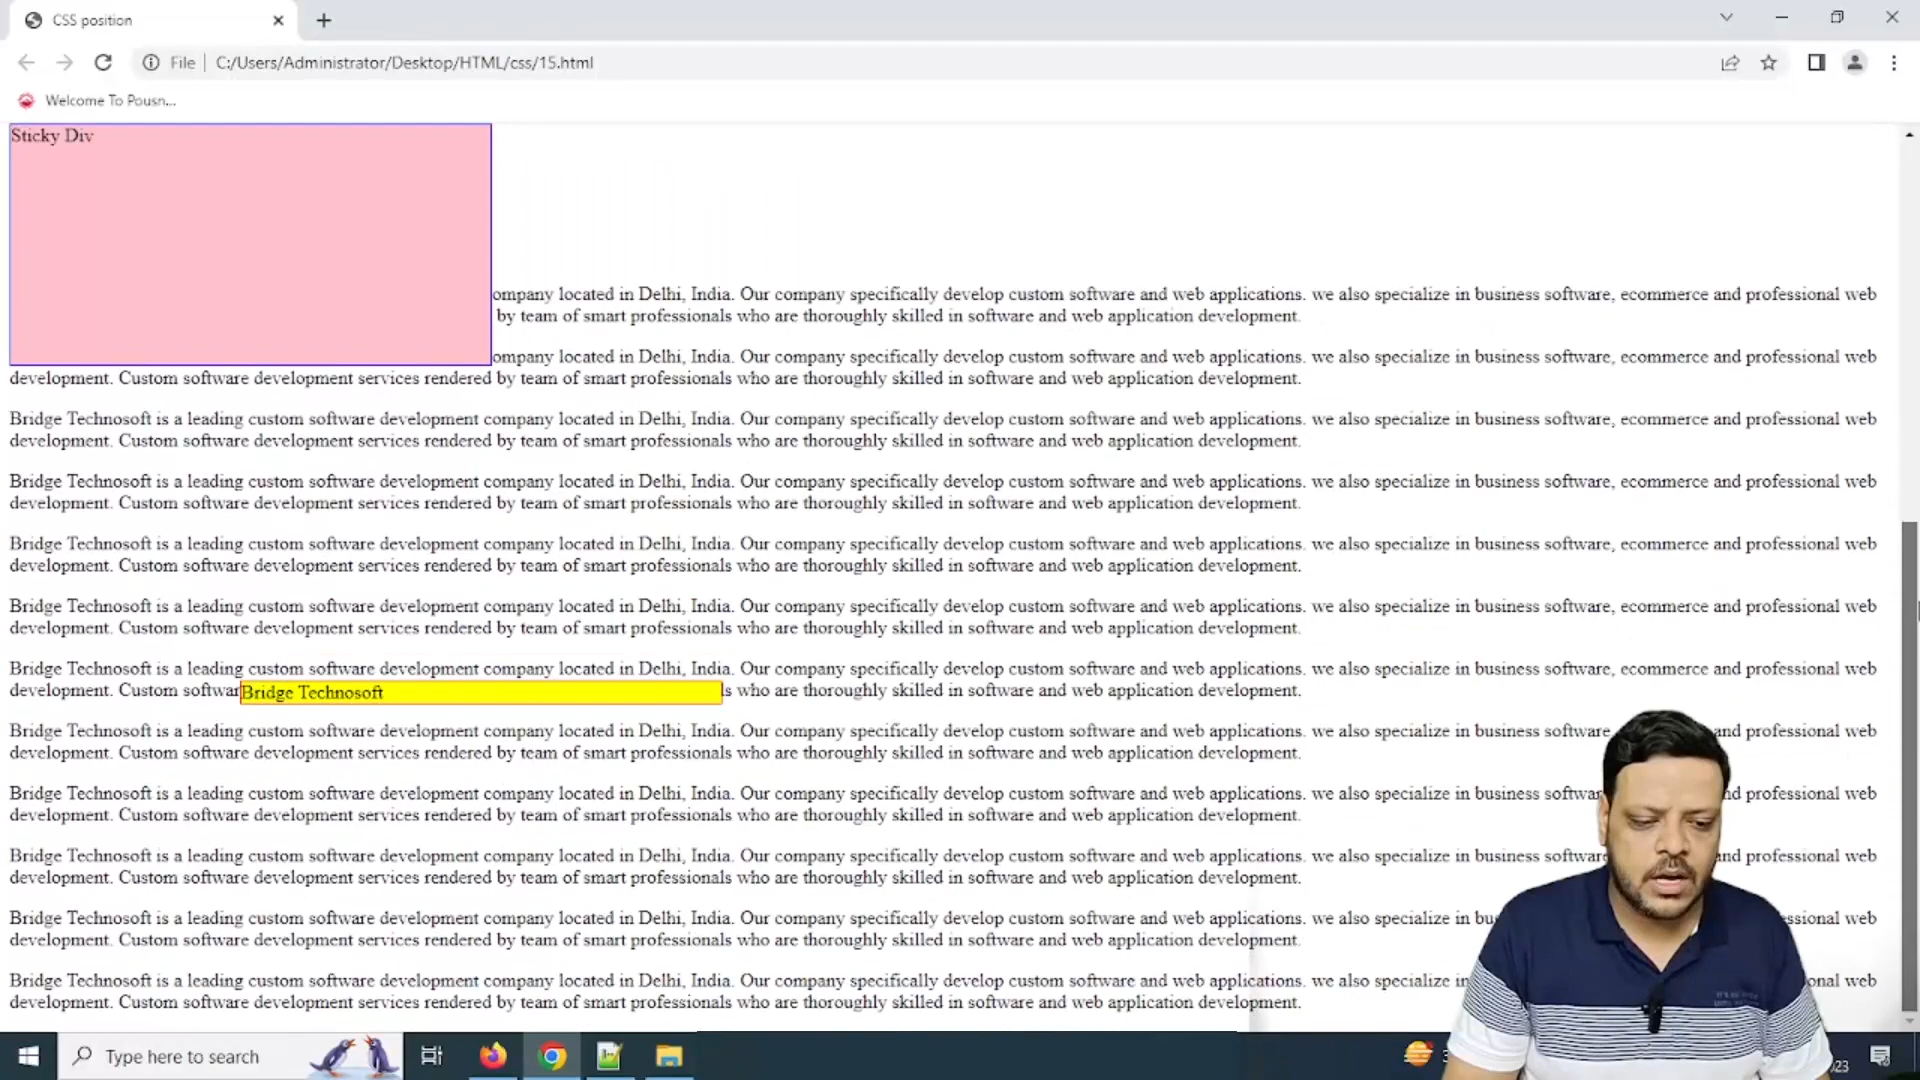 CSS position
File C:/Users/Administrator/Desktop/HTML/css/15.html
Welcome To Pousn...
Sticky Div
ompany located in Delhi, India. Our company specifically develop custom software and web applications. we also specialize in business software, ecommerce and professional web
by team of smart professionals who are thoroughly skilled in software and web application development.
ompany located in Delhi, India. Our company specifically develop custom software and web applications. we also specialize in business software, ecommerce and professional web
development. Custom software development services rendered by team of smart professionals who are thoroughly skilled in software and web application development.
Bridge Technosoft is a leading custom software development company located in Delhi, India. Our company specifically develop custom software and web applications. we also specialize in business software, ecommerce and professional web
development. Custom software development services rendered by team of smart professionals who are thoroughly skilled in software and web application development.
Bridge Technosoft is a leading custom software development company located in Delhi, India. Our company specifically develop custom software and web applications. we also specialize in business software, ecommerce and professional web
development. Custom software development services rendered by team of smart professionals who are thoroughly skilled in software and web application development.
Bridge Technosoft is a leading custom software development company located in Delhi, India. Our company specifically develop custom software and web applications. we also specialize in business software, ecommerce and professional web
development. Custom software development services rendered by team of smart professionals who are thoroughly skilled in software and web application development.
Bridge Technosoft is a leading custom software development company located in Delhi, India. Our company specifically develop custom software and web applications. we also specialize in business software, ecommerce and professional web
development. Custom software development services rendered by team of smart professionals who are thoroughly skilled in software and web application development.
Bridge Technosoft is a leading custom software development company located in Delhi, India. Our company specifically develop custom software and web applications. we also specialize in business software, ecommerce and professional web
development. Custom softwar Bridge Technosoft s who are thoroughly skilled in software and web application development.
Bridge Technosoft is a leading custom software development company located in Delhi, India. Our company specifically develop custom software and web applications. we also specialize in business software and professional web
development. Custom software development services rendered by team of smart professionals who are thoroughly skilled in software and web application development.
Bridge Technosoft is a leading custom software development company located in Delhi, India. Our company specifically develop custom software and web applications. we also specialize in business softwar nd professional web
development. Custom software development services rendered by team of smart professionals who are thoroughly skilled in software and web application development.
Bridge Technosoft is a leading custom software development company located in Delhi, India. Our company specifically develop custom software and web applications. we also specialize in business software and professional web
development. Custom software development services rendered by team of smart professionals who are thoroughly skilled in software and web application development.
Bridge Technosoft is a leading custom software development company located in Delhi, India. Our company specifically develop custom software and web applications. we also specialize in bu ssional web
development. Custom software development services rendered by team of smart professionals who are thoroughly skilled in software and web application development.
Bridge Technosoft is a leading custom software development company located in Delhi, India. Our company specifically develop custom software and web applications. we also specialize in onal web
development. Custom software development services rendered by team of smart professionals who are thoroughly skilled in software and web application development.
Type here to search
23